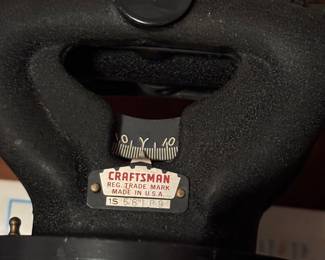 0 Y 10
CRAFTSMAN
REG. TRADE MARK
MADE IN U.S.A.